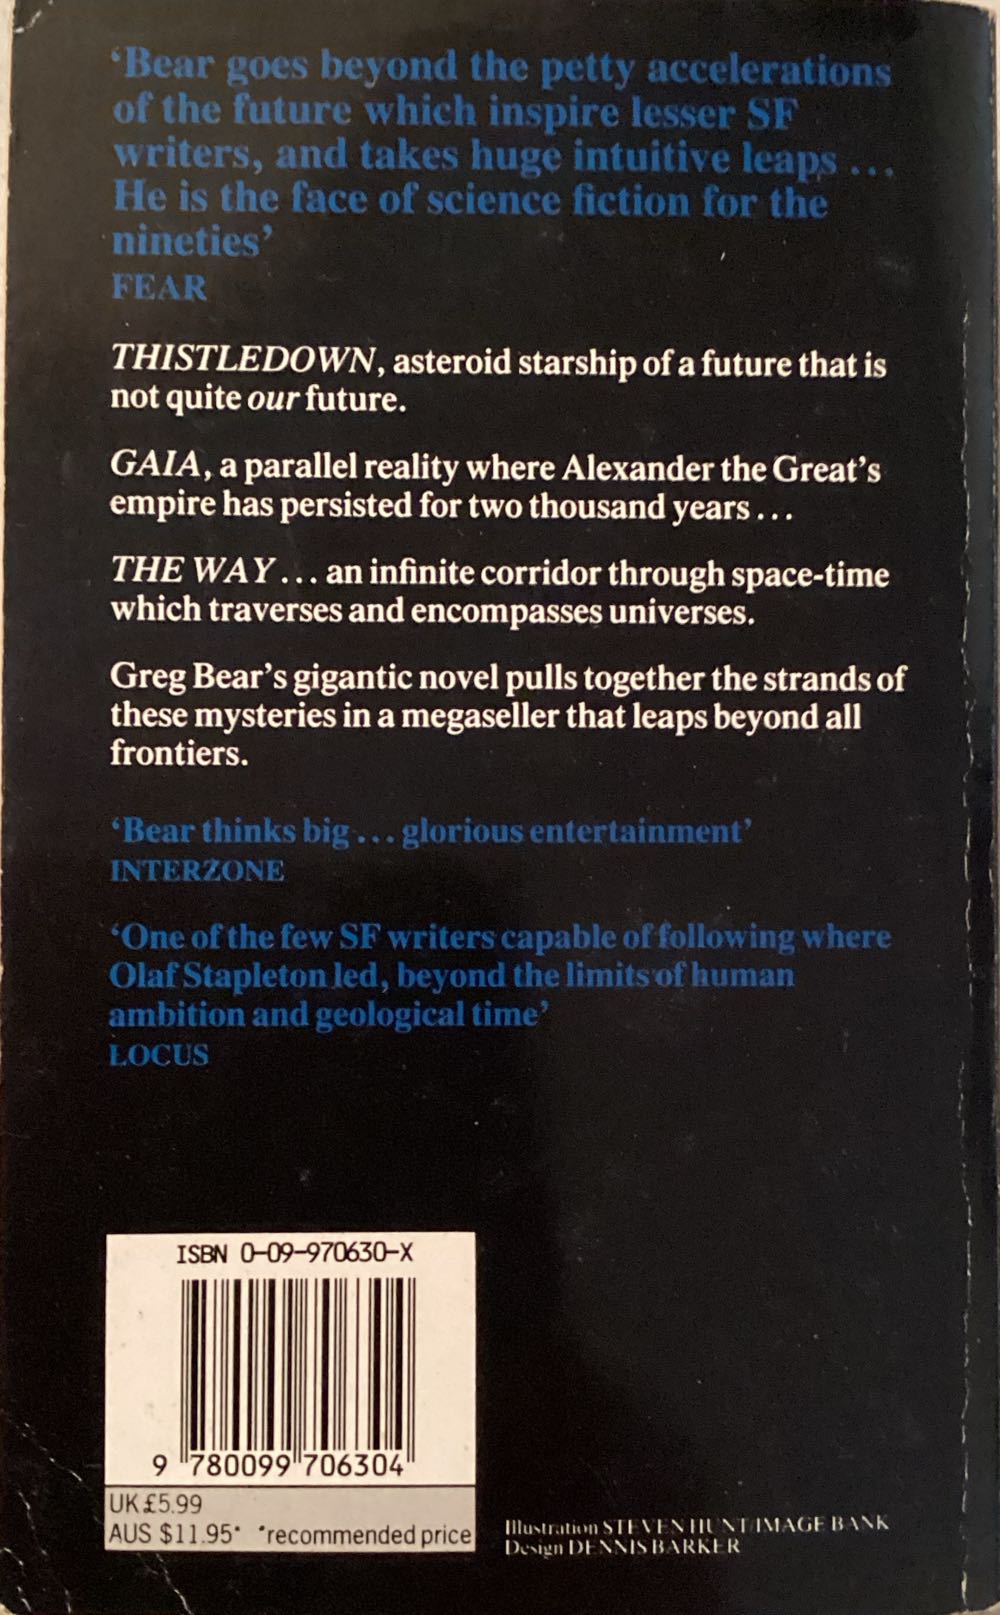 ‘Bear goes beyond the petty accelerations
of the future which inspire lesser SF
writers, and takes huge intuitive leaps ...
He is the face of science fiction for the
nineties’
FEAR
THISTLEDOWN, asteroid starship of a future that is
not quite our future.
GAIA, a parallel reality where Alexander the Great’s
empire has persisted for two thousand years ...
THE WAY ... an infinite corridor through space-time
which traverses and encompasses universes.
Greg Bear’s gigantic novel pulls together the strands of
these mysteries in a megaseller that leaps beyond all
frontiers.
‘Bear thinks big ... glorious entertainment’
INTERZONE
‘One of the few SF writers capable of following where
Olaf Stapleton led, beyond the limits of human
ambition and geological time’
LOCUS
ISBN 0-09-970630-X
9 780099 706304
UK £5.99
AUS $11.95* *recommended price
Illustration STEVEN HUNT/IMAGE BANK
Design DENNIS BARKER